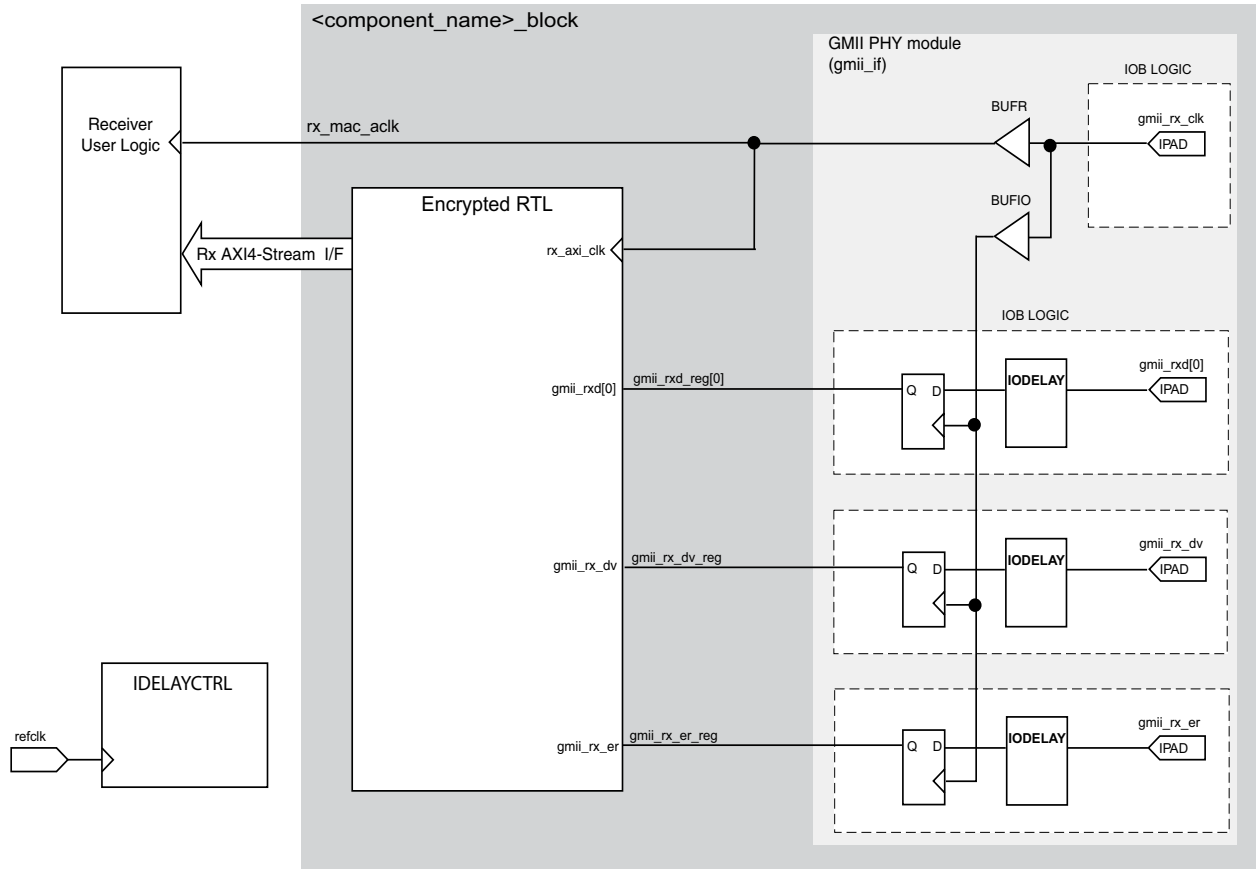 <component_name>_block
GMII PHY module
(gmii_if)
IOB LOGIC
BUFR
gmii_rx_clk
IPAD
Receiver
User Logic
rx_mac_aclk
Encrypted RTL
BUFIO
rx_axi_clk
Rx AXI4-Stream I/F
IOB LOGIC
gmii_rxd[0]
gmii_rxd_reg[0]
Q D
IODELAY
gmii_rxd[0]
IPAD
gmii_rx_dv
gmii_rx_dv_reg
Q D
IODELAY
gmii_rx_dv
IPAD
IDELAYCTRL
refclk
gmii_rx_er
gmii_rx_er_reg
Q D
IODELAY
gmii_rx_er
IPAD